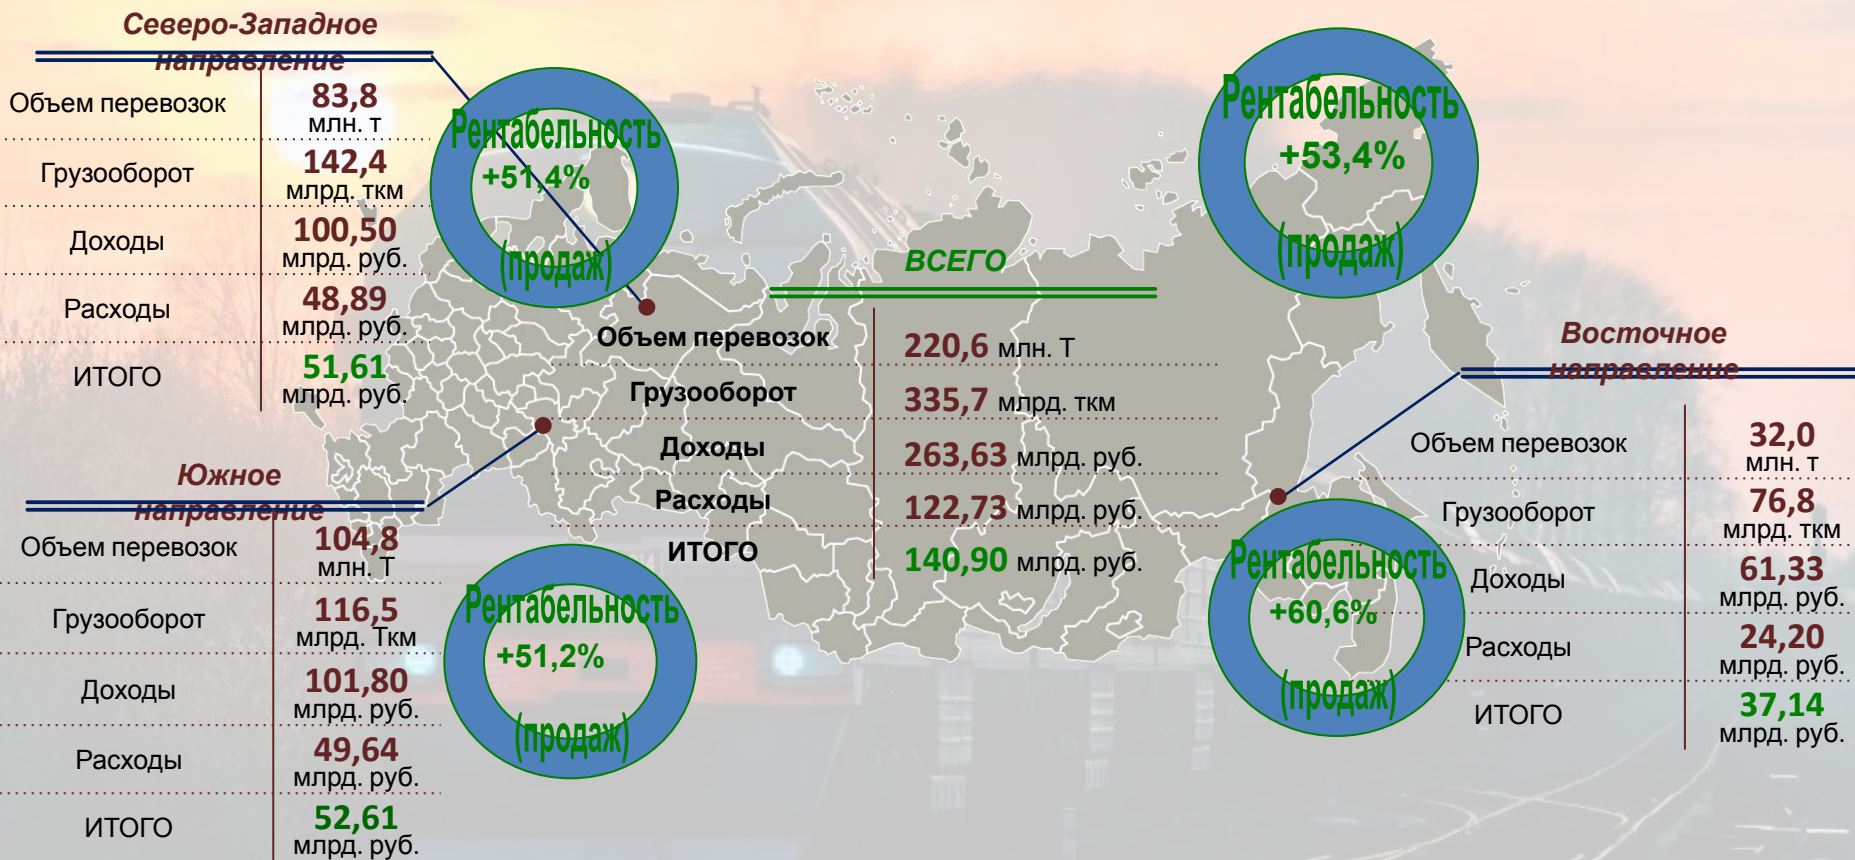 Северо-Западное
направление
Объем перевозок
83,8
млн. т
Грузооборот
142,4
млрд. ткм
Доходы
100,50
млрд. руб.
Расходы
48,89
млрд. руб.
ИТОГО
51,61
млрд. руб.
Рентабельность
+51,4%
(продаж)
Рентабельность
+53,4%
(продаж)
ВСЕГО
Объем перевозок
220,6 млн. Т
Грузооборот
335,7 млрд. ткм
Доходы
263,63 млрд. руб.
Расходы
122,73 млрд. руб.
ИТОГО
140,90 млрд. руб.
Южное
направление
Объем перевозок
104,8
млн. Т
Грузооборот
116,5
млрд. Ткм
Доходы
101,80
млрд. руб.
Расходы
49,64
млрд. руб.
ИТОГО
52,61
млрд. руб.
Рентабельность
+51,2%
(продаж)
Восточное
направление
Объем перевозок
32,0
млн. т
Грузооборот
76,8
млрд. ткм
Доходы
61,33
млрд. руб.
Расходы
24,20
млрд. руб.
ИТОГО
37,14
млрд. руб.
Рентабельность
+60,6%
(продаж)